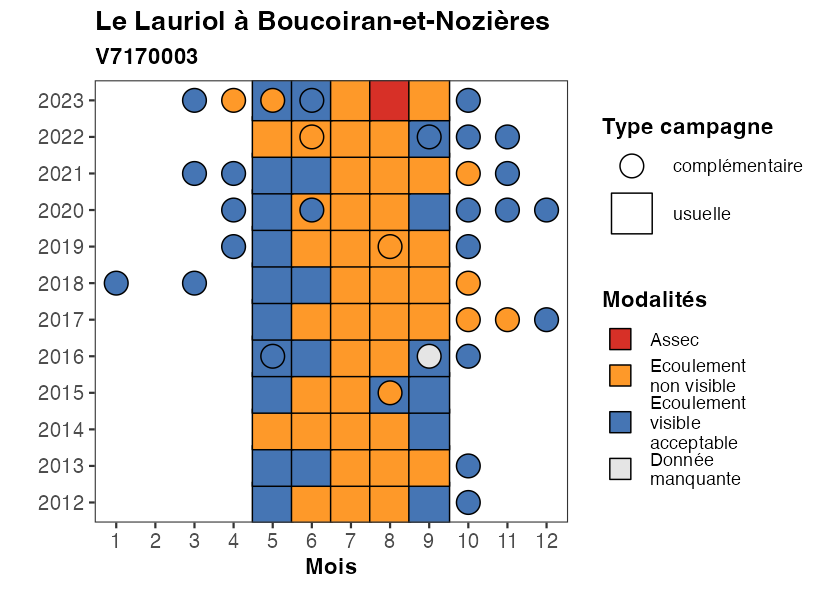 Le Lauriol à Boucoiran-et-Nozières
V7170003
2023
2022
2021
2020
2019
2018
2017
2016
2015
2014
2013
2012
1 2 3 4 5 6 7 8 9 10 11 12
Mois
Type campagne
complémentaire
usuelle
Modalités
Assec
Ecoulement
non visible
Ecoulement
visible
acceptable
Donnée
manquante